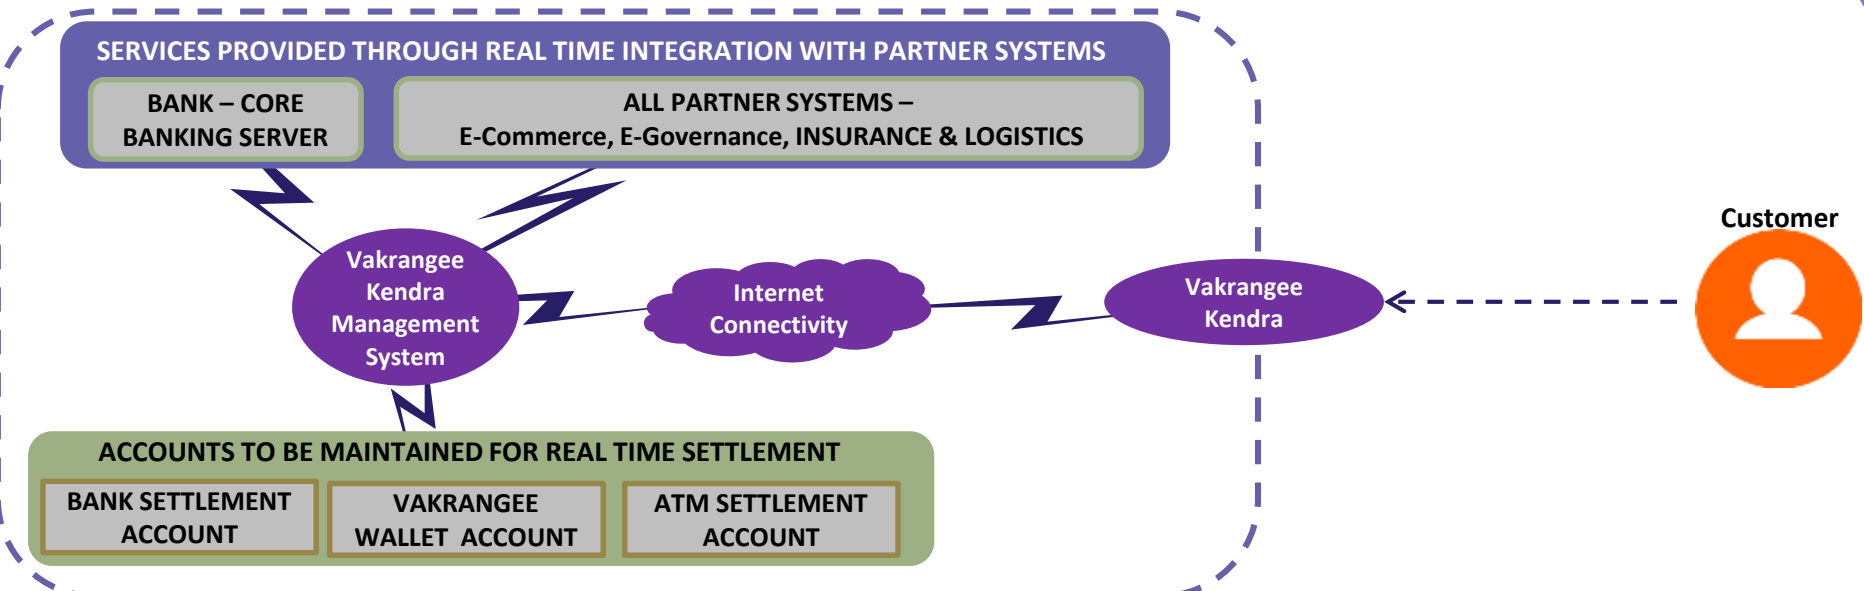 SERVICES PROVIDED THROUGH REAL TIME INTEGRATION WITH PARTNER SYSTEMS
BANK – CORE
BANKING SERVER
ALL PARTNER SYSTEMS –
E-Commerce, E-Governance, INSURANCE & LOGISTICS
Vakrangee
Kendra
Management
System
Internet
Connectivity
Vakrangee
Kendra
Customer
ACCOUNTS TO BE MAINTAINED FOR REAL TIME SETTLEMENT
BANK SETTLEMENT
ACCOUNT
VAKRANGEE
WALLET ACCOUNT
ATM SETTLEMENT
ACCOUNT